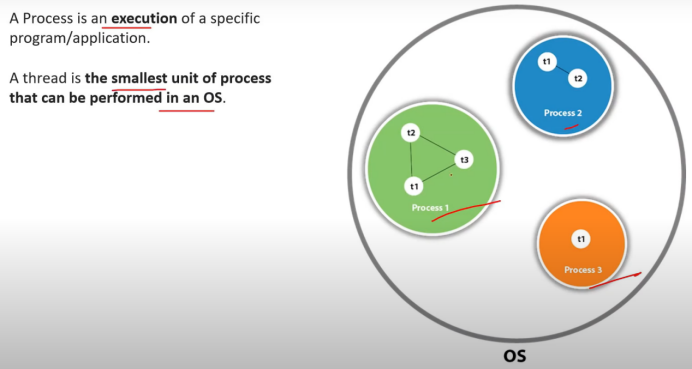 A Process is an execution of a specific
program/application.
A thread is the smallest unit of process
that can be performed in an OS.
t1
t2
Process 2
t2
t3
t1
Process 1
t1
Process 3
OS